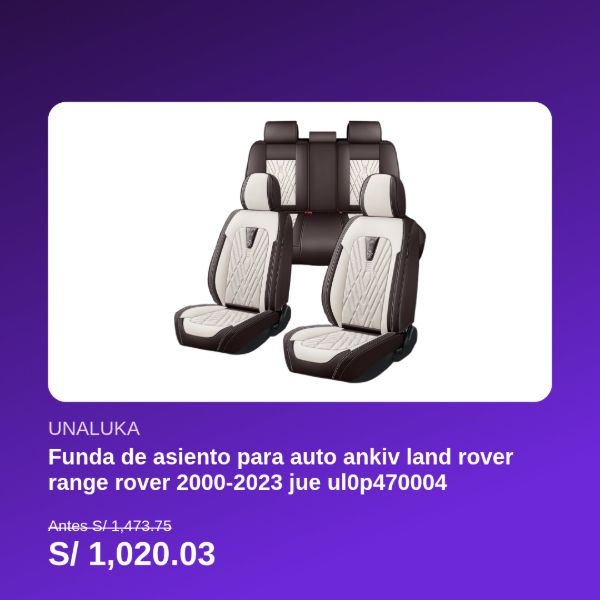 UNALUKA
Funda de asiento para auto ankiv land rover
range rover 2000-2023 jue ul0p470004
Antes S/ 1,473.75
S/ 1,020.03